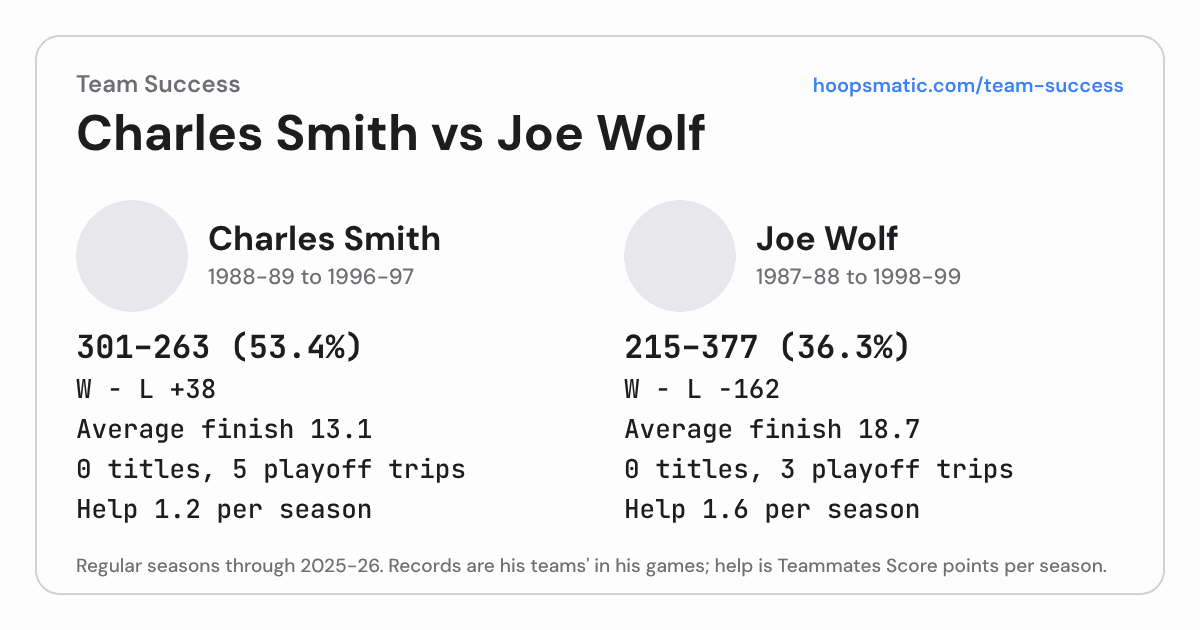 Team Success
hoopsmatic.com/team-success
Charles Smith vs Joe Wolf
Charles Smith
1988-89 to 1996-97
301-263 (53.4%)
W - L +38
Average finish 13.1
0 titles, 5 playoff trips
Help 1.2 per season
Joe Wolf
1987-88 to 1998-99
215-377 (36.3%)
W - L -162
Average finish 18.7
0 titles, 3 playoff trips
Help 1.6 per season
Regular seasons through 2025-26. Records are his teams' in his games; help is Teammates Score points per season.